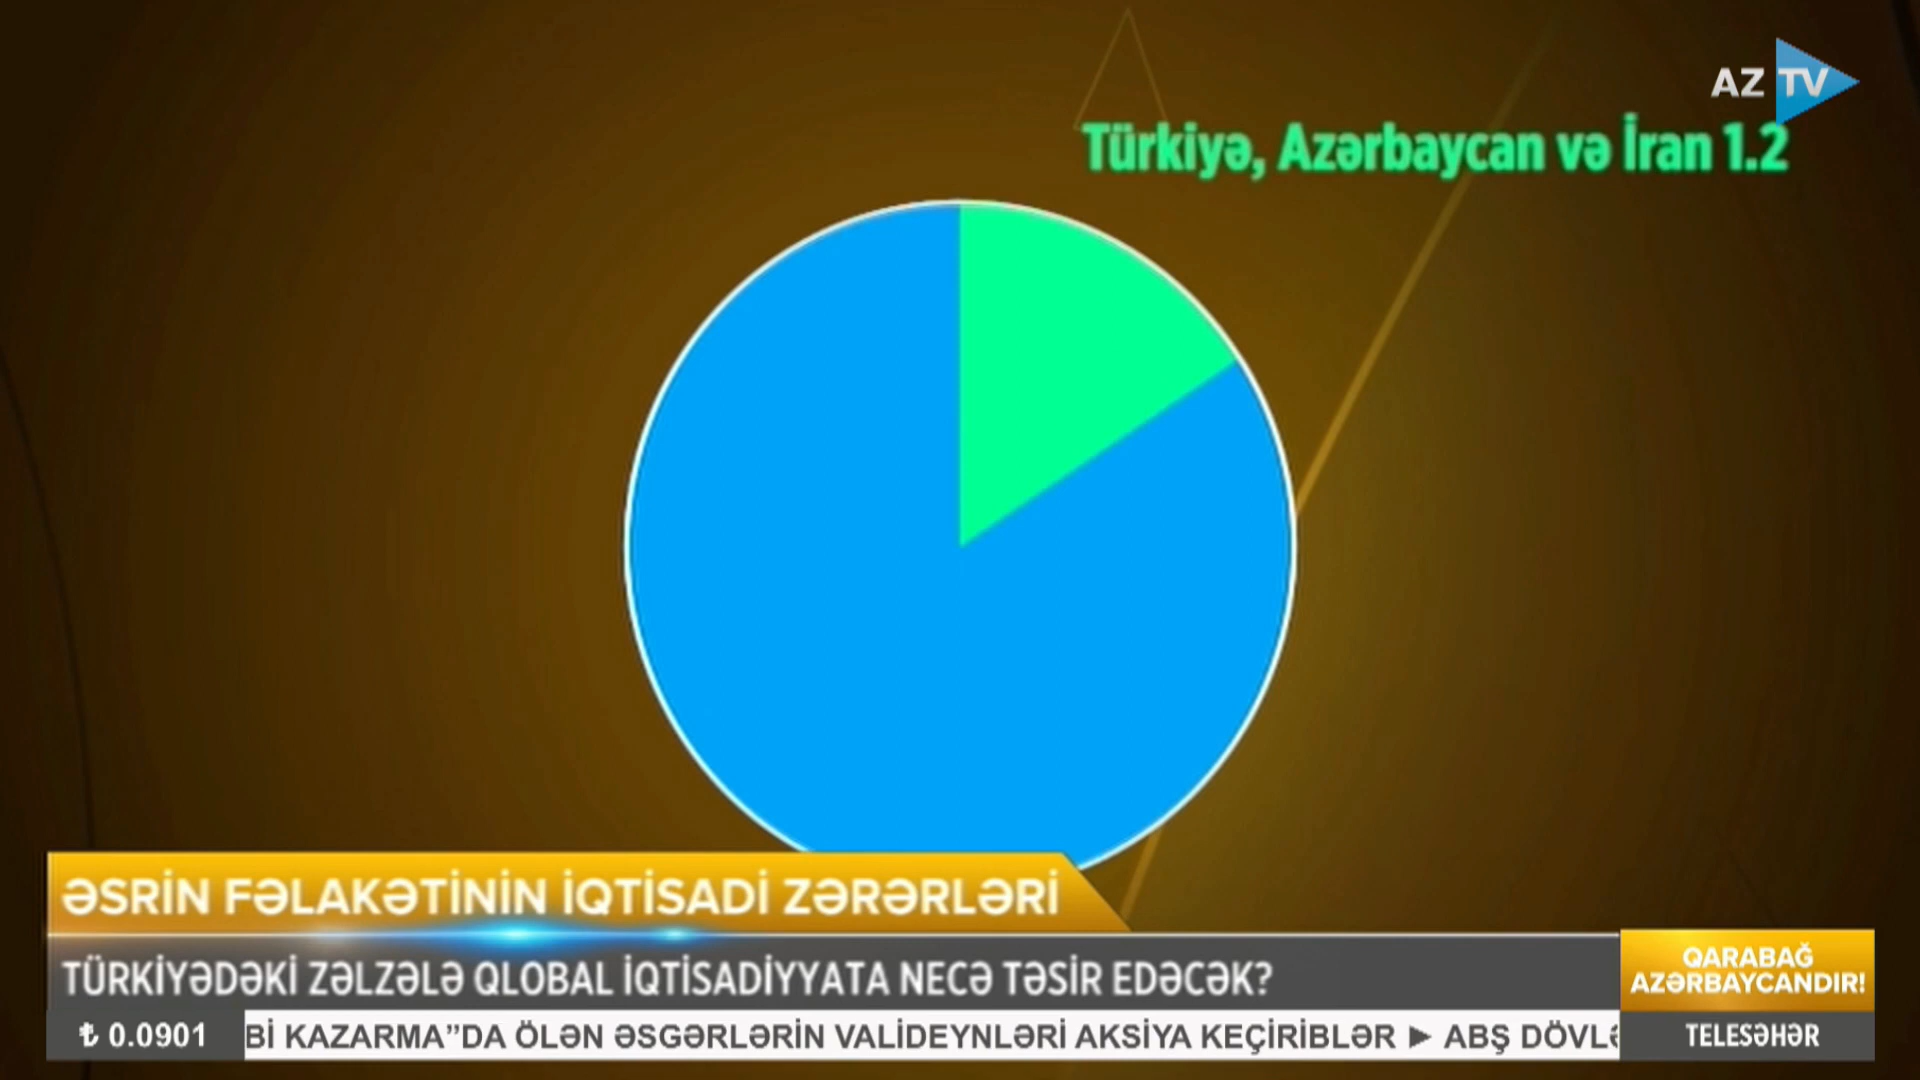 AZ TV
Türkiyə, Azərbaycan və İran 1.2
ƏSRİN FƏLAKƏTİNİN İQTİSADİ ZƏRƏRLƏRİ
TÜRKİYƏDƏKİ ZƏLZƏLƏ QLOBAL İQTİSADİYYATA NECƏ TƏSİR EDƏCƏK?
QARABAĞ
AZƏRBAYCANDIR!
₺ 0.0901
Bİ KAZARMA”DA ÖLƏN ƏSGƏRLƏRİN VALİDEYNLƏRİ AKSİYA KEÇİRİBLƏR ► ABŞ DÖVLƏ
TELESƏHƏR